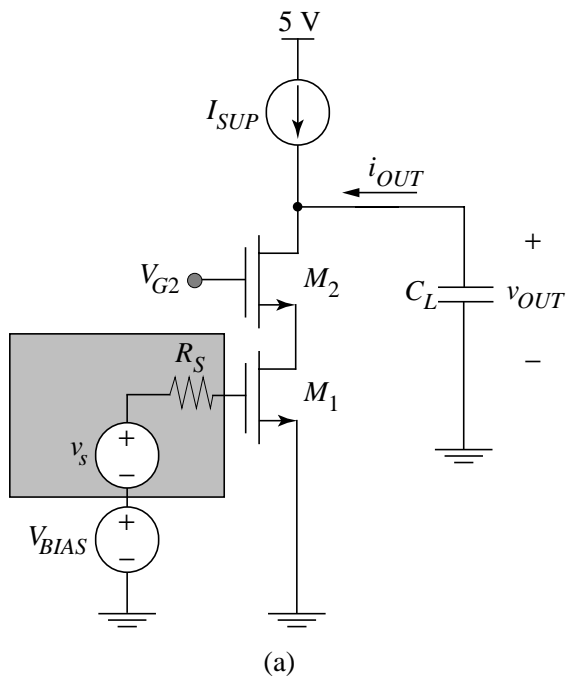 5 V
I_SUP
i_OUT
V_G2
M_2
C_L
+
v_OUT
−
R_S
M_1
+
v_s
−
+
V_BIAS
−
(a)